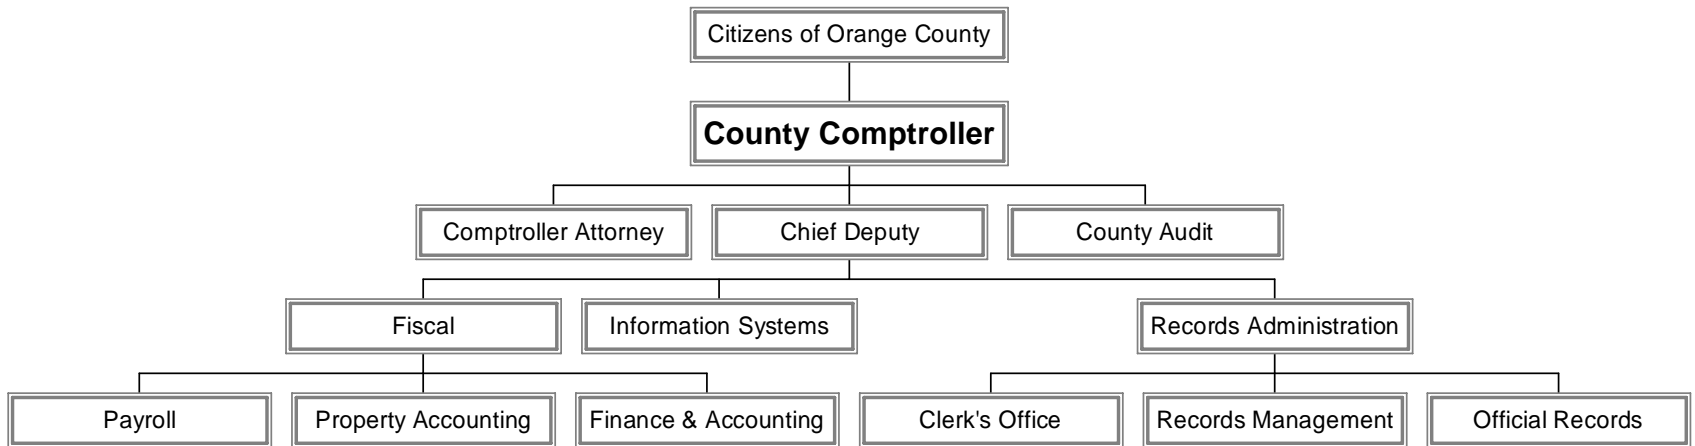 Citizens of Orange County
County Comptroller
Comptroller Attorney
Chief Deputy
County Audit
Fiscal
Information Systems
Records Administration
Payroll
Property Accounting
Finance & Accounting
Clerk's Office
Records Management
Official Records